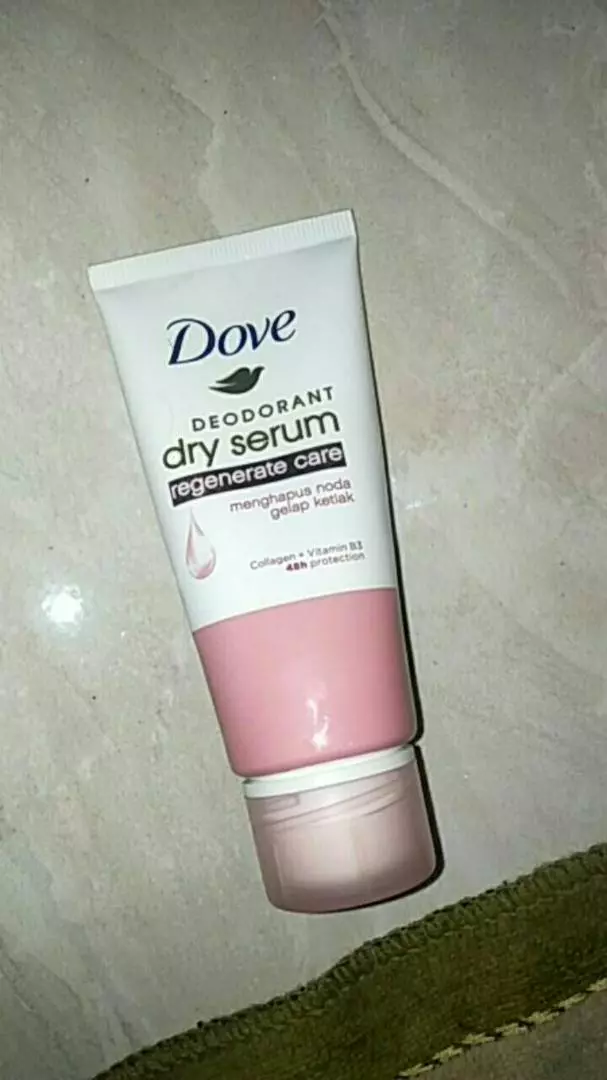 Dove
DEODORANT
dry serum
regenerate care
menghapus noda
gelap ketiak
Collagen + Vitamin B3
48h protection